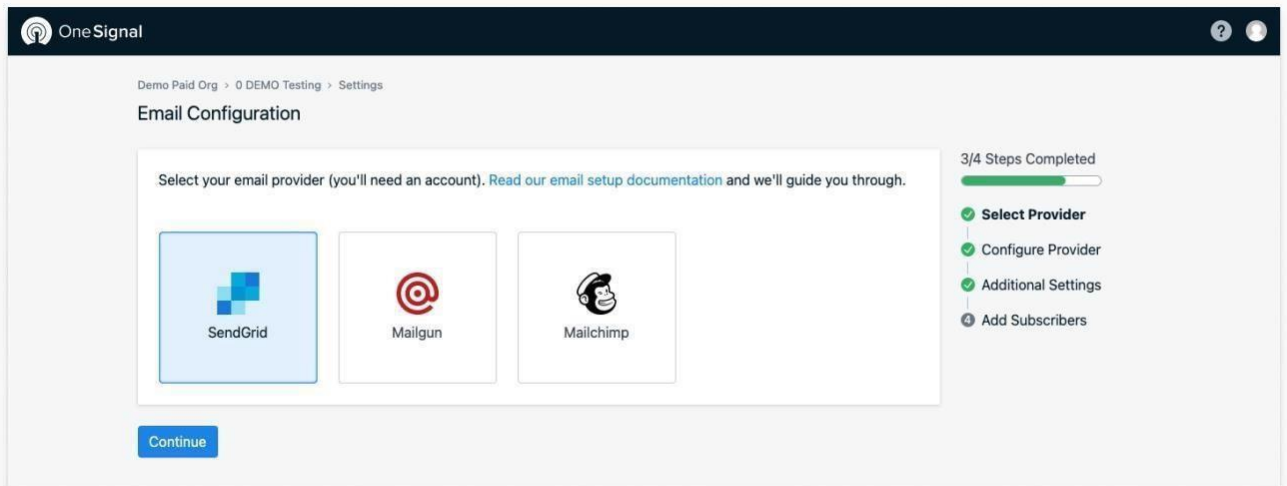 OneSignal
?
Demo Paid Org > 0 DEMO Testing > Settings
Email Configuration
Select your email provider (you'll need an account). Read our email setup documentation and we'll guide you through.
SendGrid
Mailgun
Mailchimp
Continue
3/4 Steps Completed
Select Provider
Configure Provider
Additional Settings
4 Add Subscribers